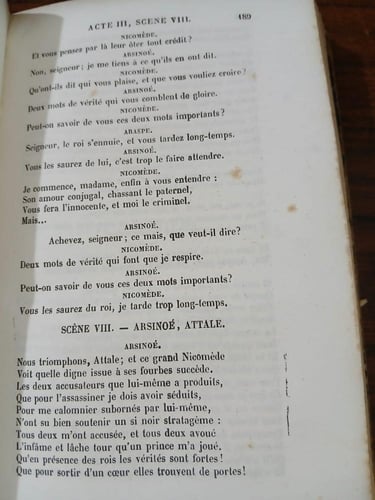 ACTE III, SCÈNE VIII. 189
NICOMÈDE.
Et vous pensez par là leur ôter tout crédit?
ARSINOÉ.
Non, seigneur; je me tiens à ce qu'ils en ont dit.
NICOMÈDE.
Qu'ont-ils dit qui vous plaise, et que vous vouliez croire?
ARSINOÉ.
Deux mots de vérité qui vous comblent de gloire.
NICOMÈDE.
Peut-on savoir de vous ces deux mots importants?
ARASPE.
Seigneur, le roi s'ennuie, et vous tardez long-temps.
ARSINOÉ.
Vous les saurez de lui, c'est trop le faire attendre.
NICOMÈDE.
Je commence, madame, enfin à vous entendre :
Son amour conjugal, chassant le paternel,
Vous fera l'innocente, et moi le criminel.
Mais...
ARSINOÉ.
Achevez, seigneur; ce mais, que veut-il dire?
NICOMÈDE.
Deux mots de vérité qui font que je respire.
ARSINOÉ.
Peut-on savoir de vous ces deux mots importants?
NICOMÈDE.
Vous les saurez du roi, je tarde trop long-temps.
SCÈNE VIII. — ARSINOÉ, ATTALE.
ARSINOÉ.
Nous triomphons, Attale; et ce grand Nicomède
Voit quelle digne issue à ses fourbes succède.
Les deux accusateurs que lui-même a produits,
Que pour l'assassiner je dois avoir séduits,
Pour me calomnier subornés par lui-même,
N'ont su bien soutenir un si noir stratagème :
Tous deux m'ont accusée, et tous deux avoué
L'infâme et lâche tour qu'un prince m'a joué.
Qu'en présence des rois les vérités sont fortes!
Que pour sortir d'un cœur elles trouvent de portes!